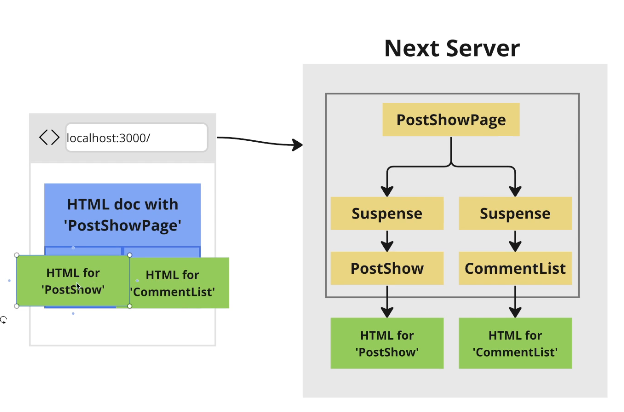 Next Server
localhost:3000/
HTML doc with
'PostShowPage'
HTML for
'PostShow'
HTML for
'CommentList'
PostShowPage
Suspense
Suspense
PostShow
CommentList
HTML for
'PostShow'
HTML for
'CommentList'